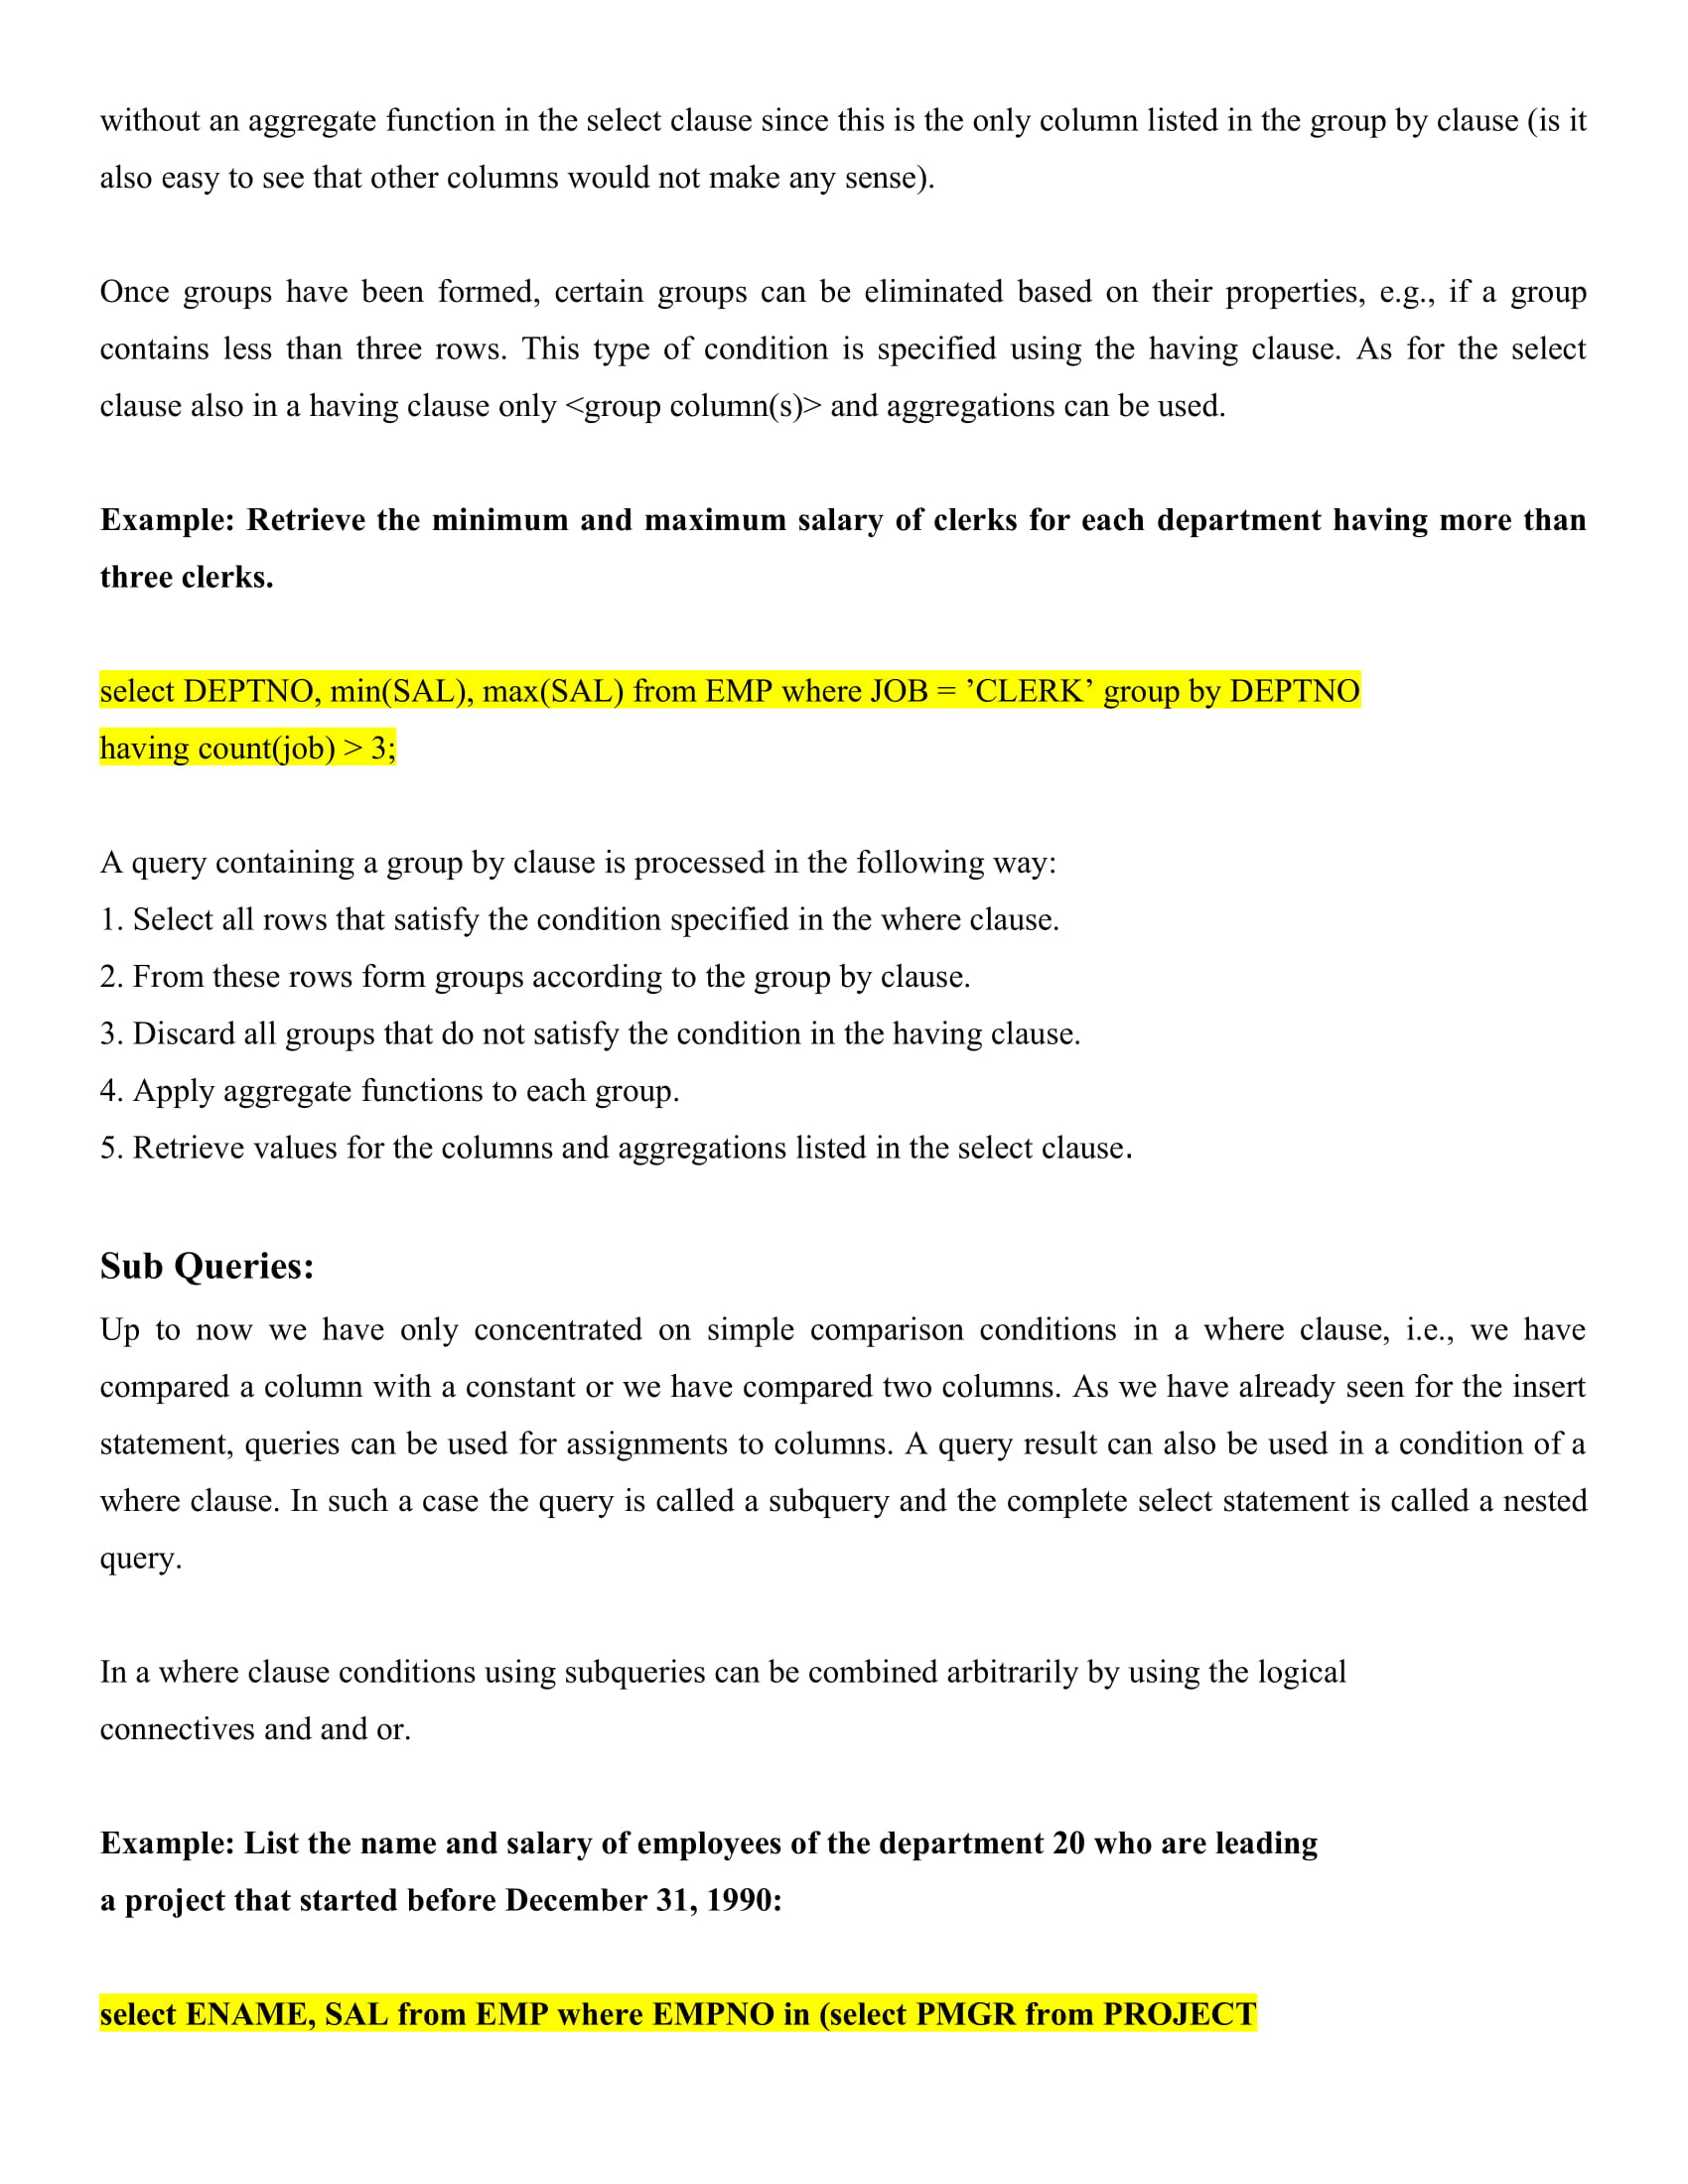 without an aggregate function in the select clause since this is the only column listed in the group by clause (is it
also easy to see that other columns would not make any sense).
Once groups have been formed, certain groups can be eliminated based on their properties, e.g., if a group
contains less than three rows. This type of condition is specified using the having clause. As for the select
clause also in a having clause only <group column(s)> and aggregations can be used.
Example: Retrieve the minimum and maximum salary of clerks for each department having more than
three clerks.
select DEPTNO, min(SAL), max(SAL) from EMP where JOB = ’CLERK’ group by DEPTNO
having count(job) > 3;
A query containing a group by clause is processed in the following way:
1. Select all rows that satisfy the condition specified in the where clause.
2. From these rows form groups according to the group by clause.
3. Discard all groups that do not satisfy the condition in the having clause.
4. Apply aggregate functions to each group.
5. Retrieve values for the columns and aggregations listed in the select clause.
Sub Queries:
Up to now we have only concentrated on simple comparison conditions in a where clause, i.e., we have
compared a column with a constant or we have compared two columns. As we have already seen for the insert
statement, queries can be used for assignments to columns. A query result can also be used in a condition of a
where clause. In such a case the query is called a subquery and the complete select statement is called a nested
query.
In a where clause conditions using subqueries can be combined arbitrarily by using the logical
connectives and and or.
Example: List the name and salary of employees of the department 20 who are leading
a project that started before December 31, 1990:
select ENAME, SAL from EMP where EMPNO in (select PMGR from PROJECT